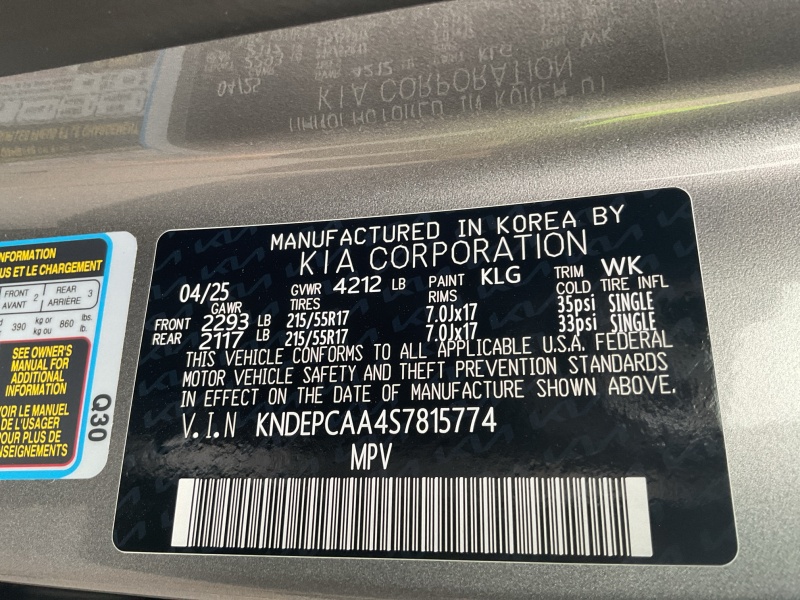 MANUFACTURED IN KOREA BY
KIA CORPORATION
04/25 GVWR 4212 LB PAINT KLG TRIM WK
GAWR TIRES RIMS COLD TIRE INFL
FRONT 2293 LB 215/55R17 7.0Jx17 35psi SINGLE
REAR 2117 LB 215/55R17 7.0Jx17 33psi SINGLE
THIS VEHICLE CONFORMS TO ALL APPLICABLE U.S.A. FEDERAL
MOTOR VEHICLE SAFETY AND THEFT PREVENTION STANDARDS
IN EFFECT ON THE DATE OF MANUFACTURE SHOWN ABOVE.
V.I.N KNDEPCAA4S7815774
MPV
INFORMATION
US ET LE CHARGEMENT
FRONT AVANT 2 REAR ARRIÈRE 3
390 kg ou or 860 lbs. lb.
SEE OWNER'S
MANUAL FOR
ADDITIONAL
INFORMATION
VOIR LE MANUEL
DE L'USAGER
POUR PLUS DE
RENSEIGNEMENTS
Q30